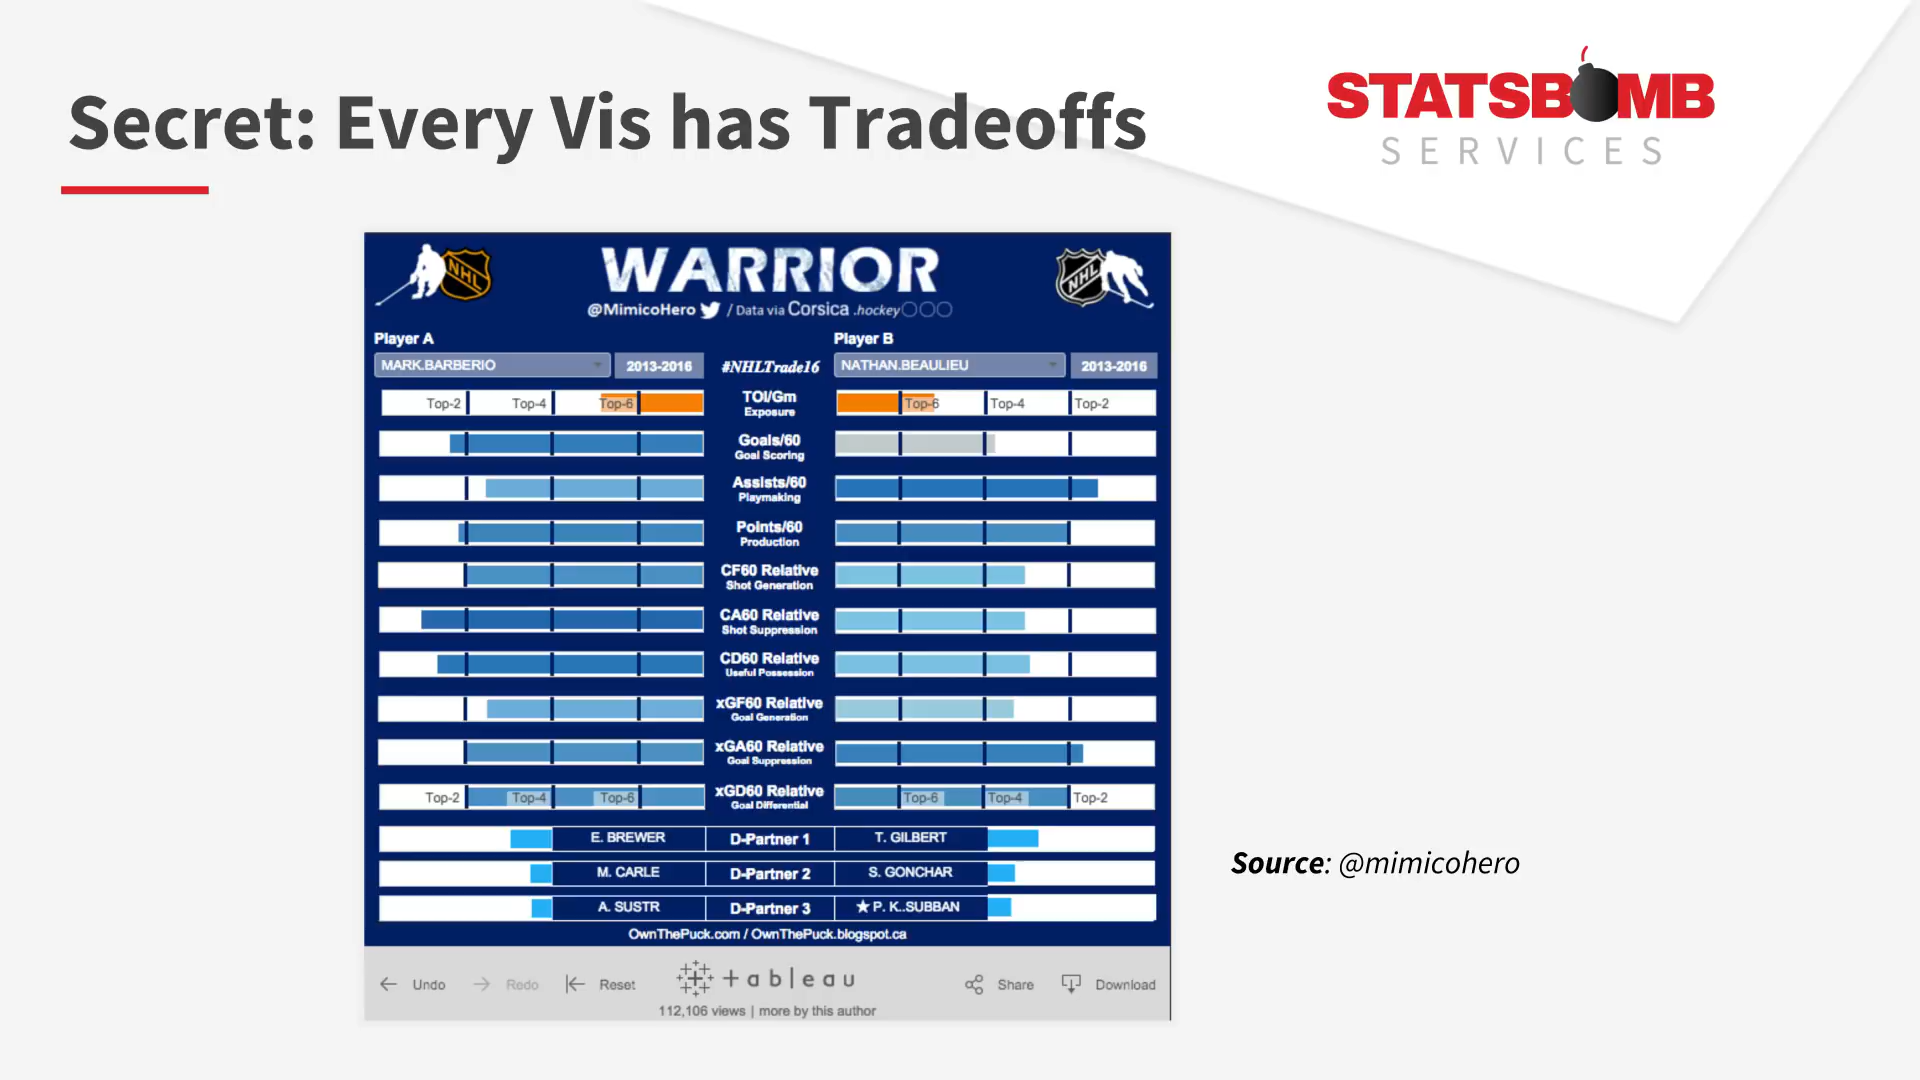 Secret: Every Vis has Tradeoffs
STATSBOMB
SERVICES
NHL
WARRIOR
NHL
@MimicoHero / Data via Corsica .hockey
Player A
Player B
MARK.BARBERIO
2013-2016
#NHLTrade16
NATHAN.BEAULIEU
2013-2016
Top-2 Top-4 Top-6
TOI/Gm
Exposure
Top-6 Top-4 Top-2
Goals/60
Goal Scoring
Assists/60
Playmaking
Points/60
Production
CF60 Relative
Shot Generation
CA60 Relative
Shot Suppression
CD60 Relative
Useful Possession
xGF60 Relative
Goal Generation
xGA60 Relative
Goal Suppression
Top-2 Top-4 Top-6
xGD60 Relative
Goal Differential
Top-6 Top-4 Top-2
E. BREWER D-Partner 1 T. GILBERT
M. CARLE D-Partner 2 S. GONCHAR
A. SUSTR D-Partner 3 ★ P. K..SUBBAN
OwnThePuck.com / OwnThePuck.blogspot.ca
Source: @mimicohero
Undo Redo Reset
+ableau
Share Download
112,106 views | more by this author